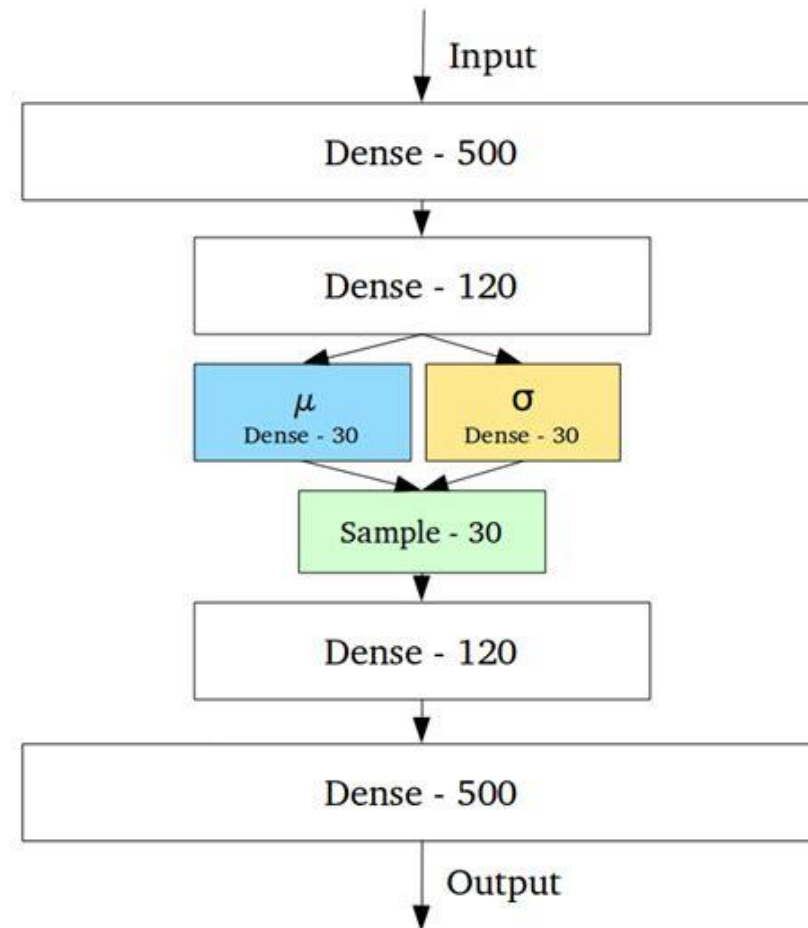 Input
Dense - 500
Dense - 120
μ
Dense - 30
σ
Dense - 30
Sample - 30
Dense - 120
Dense - 500
Output